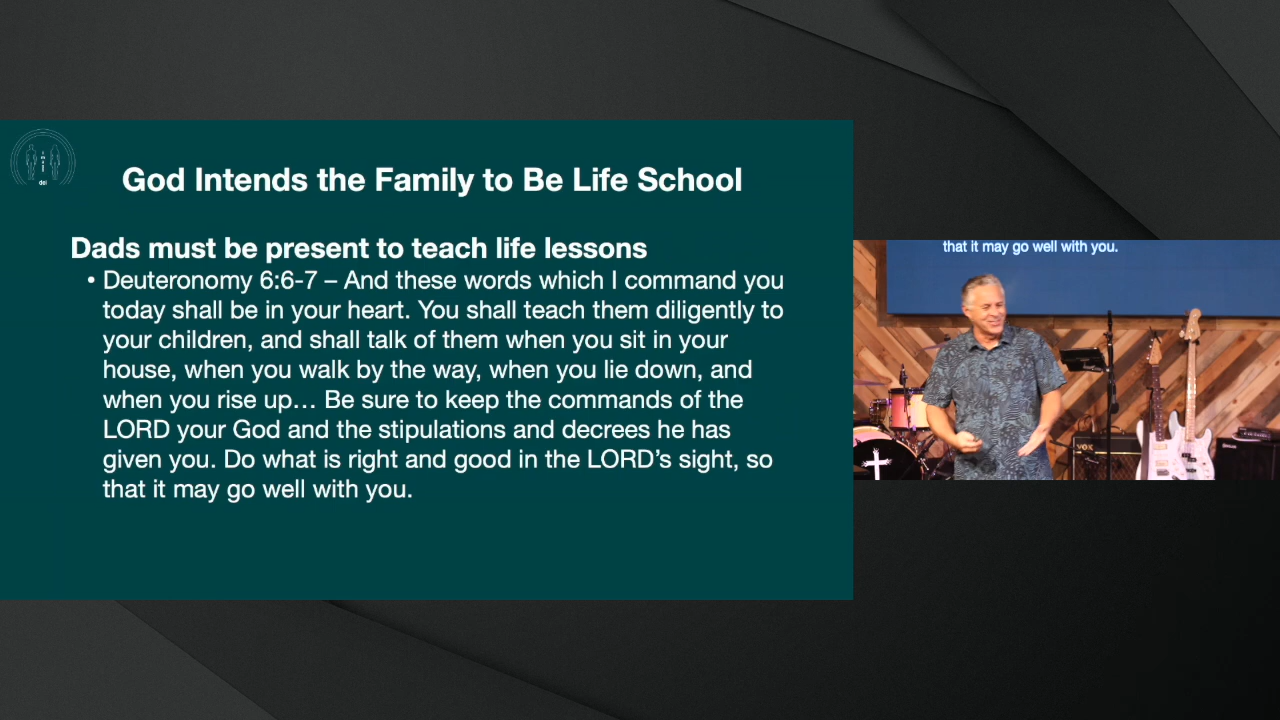 God Intends the Family to Be Life School
Dads must be present to teach life lessons
• Deuteronomy 6:6-7 – And these words which I command you
today shall be in your heart. You shall teach them diligently to
your children, and shall talk of them when you sit in your
house, when you walk by the way, when you lie down, and
when you rise up… Be sure to keep the commands of the
LORD your God and the stipulations and decrees he has
given you. Do what is right and good in the LORD’s sight, so
that it may go well with you.
that it may go well with you.
VOX